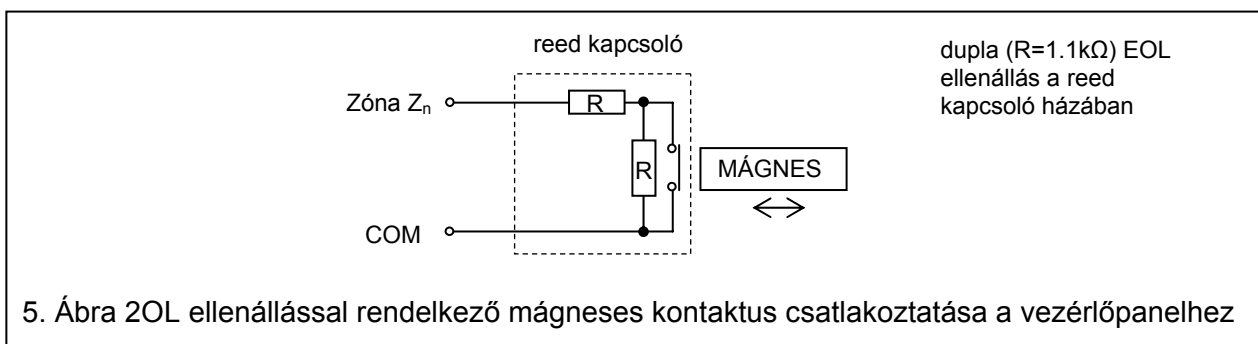 reed kapcsoló
dupla (R=1.1kΩ) EOL
ellenállás a reed
kapcsoló házában
Zóna Zn
R
R
MÁGNES
COM
5. Ábra 2OL ellenállással rendelkező mágneses kontaktus csatlakoztatása a vezérlőpanelhez